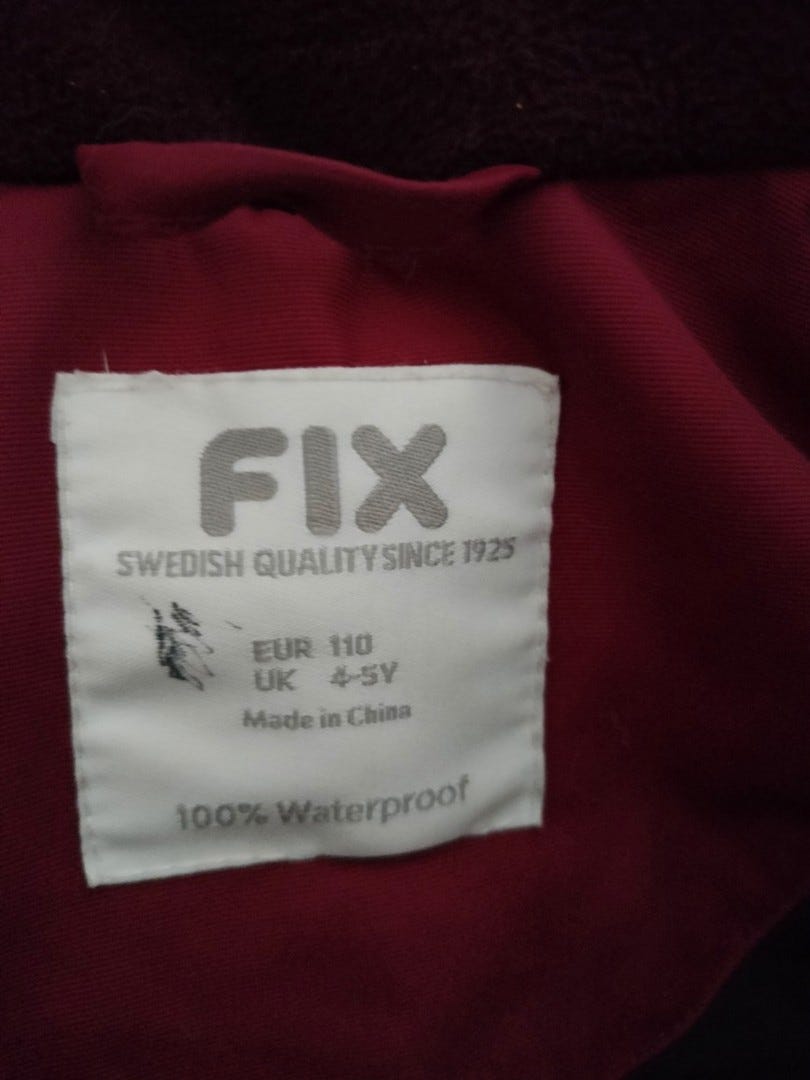 FIX
SWEDISH QUALITY SINCE 1925
EUR 110
UK 4-5Y
Made in China
100% Waterproof